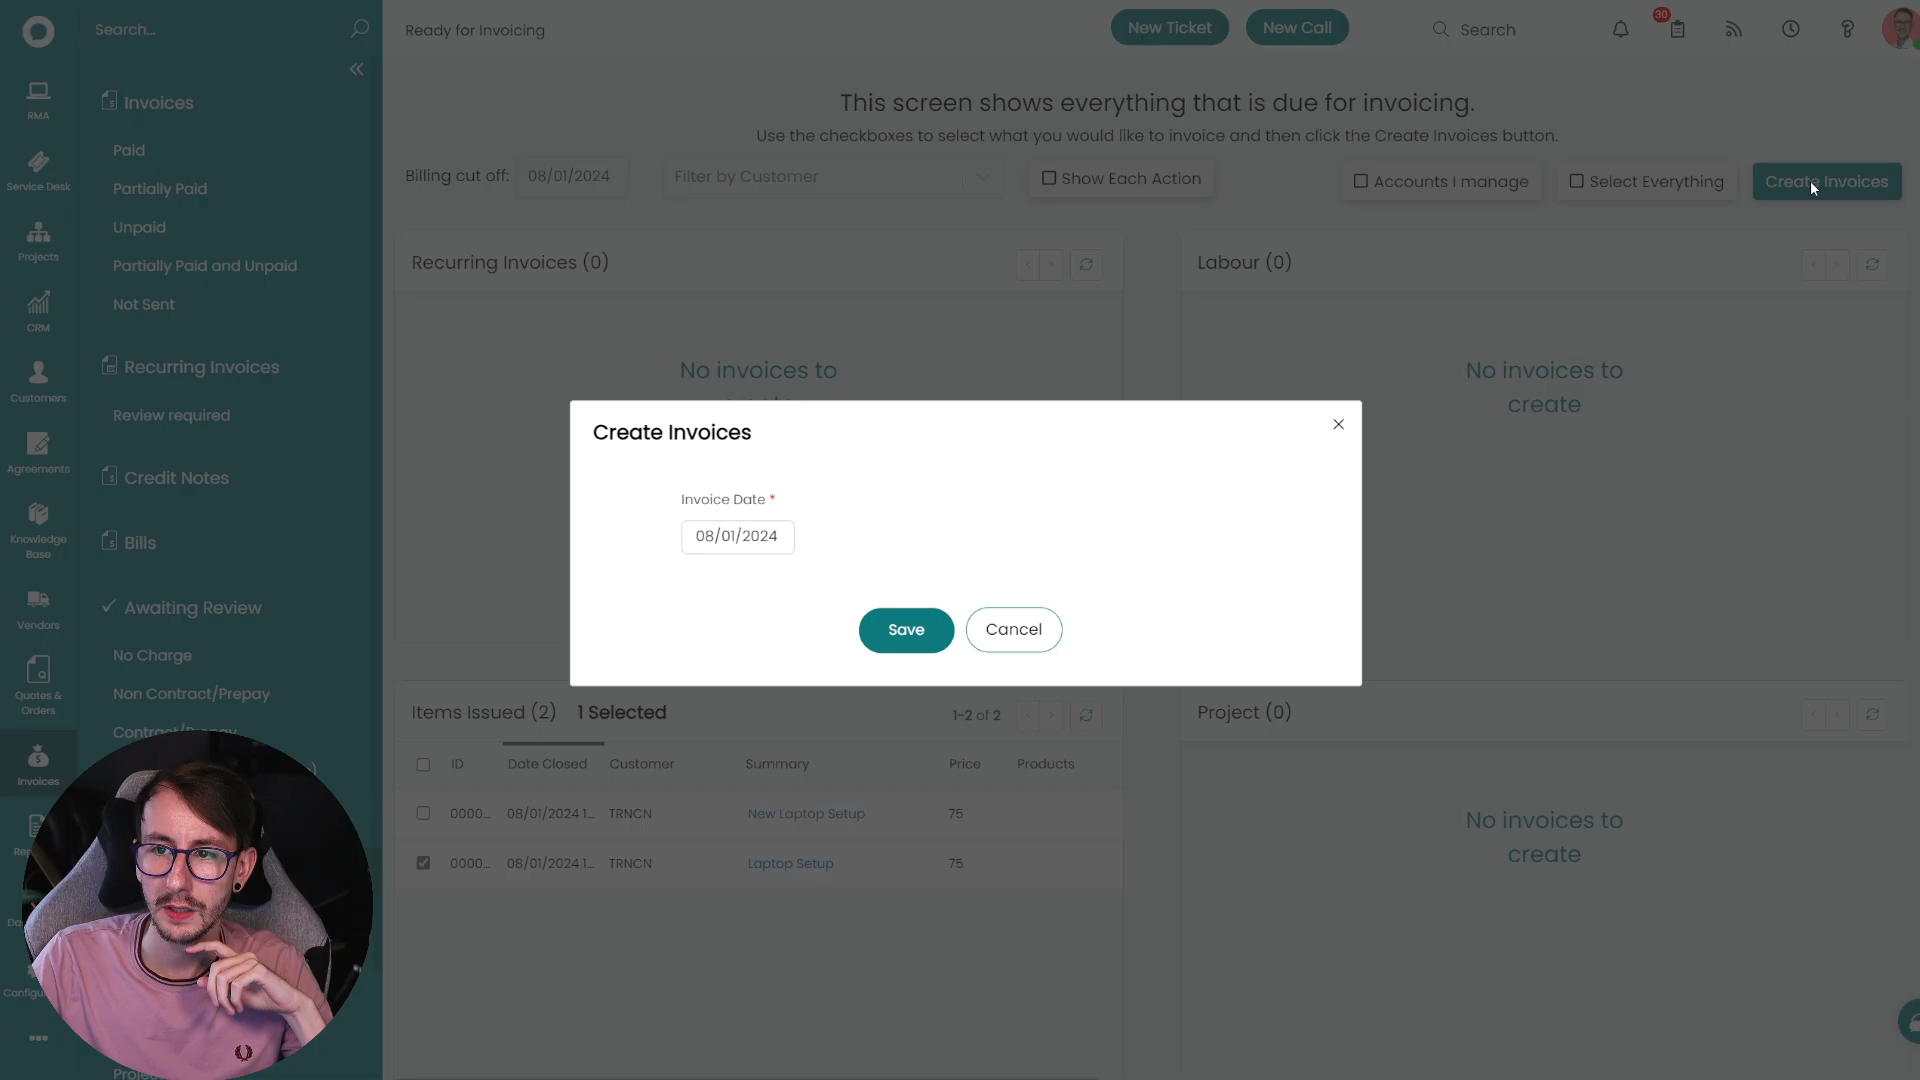 Search...
RMA
Service Desk
Projects
CRM
Customers
Agreements
Knowledge
Base
Vendors
Quotes &
Orders
Invoices
Invoices
Paid
Partially Paid
Unpaid
Partially Paid and Unpaid
Not Sent
Recurring Invoices
Review required
Credit Notes
Bills
Awaiting Review
No Charge
Non Contract/Prepay
Contract/Prepay
Ready for Invoicing
New Ticket
New Call
Search
30
This screen shows everything that is due for invoicing.
Use the checkboxes to select what you would like to invoice and then click the Create Invoices button.
Billing cut off: 08/01/2024
Filter by Customer
Show Each Action
Accounts I manage
Select Everything
Create Invoices
Recurring Invoices (0)
No invoices to
Labour (0)
No invoices to
create
Create Invoices
Invoice Date *
08/01/2024
Save
Cancel
Items Issued (2) 1 Selected
1-2 of 2
ID Date Closed Customer Summary Price Products
0000... 08/01/2024 1... TRNCN New Laptop Setup 75
0000... 08/01/2024 1... TRNCN Laptop Setup 75
Project (0)
No invoices to
create